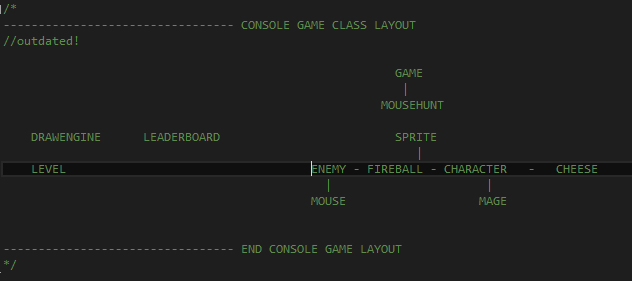 /*
--------------------------------- CONSOLE GAME CLASS LAYOUT
//outdated!
GAME
|
MOUSEHUNT
DRAWENGINE      LEADERBOARD                         SPRITE
|
LEVEL                                   ENEMY - FIREBALL - CHARACTER   -   CHEESE
|                      |
MOUSE                   MAGE
--------------------------------- END CONSOLE GAME LAYOUT
*/